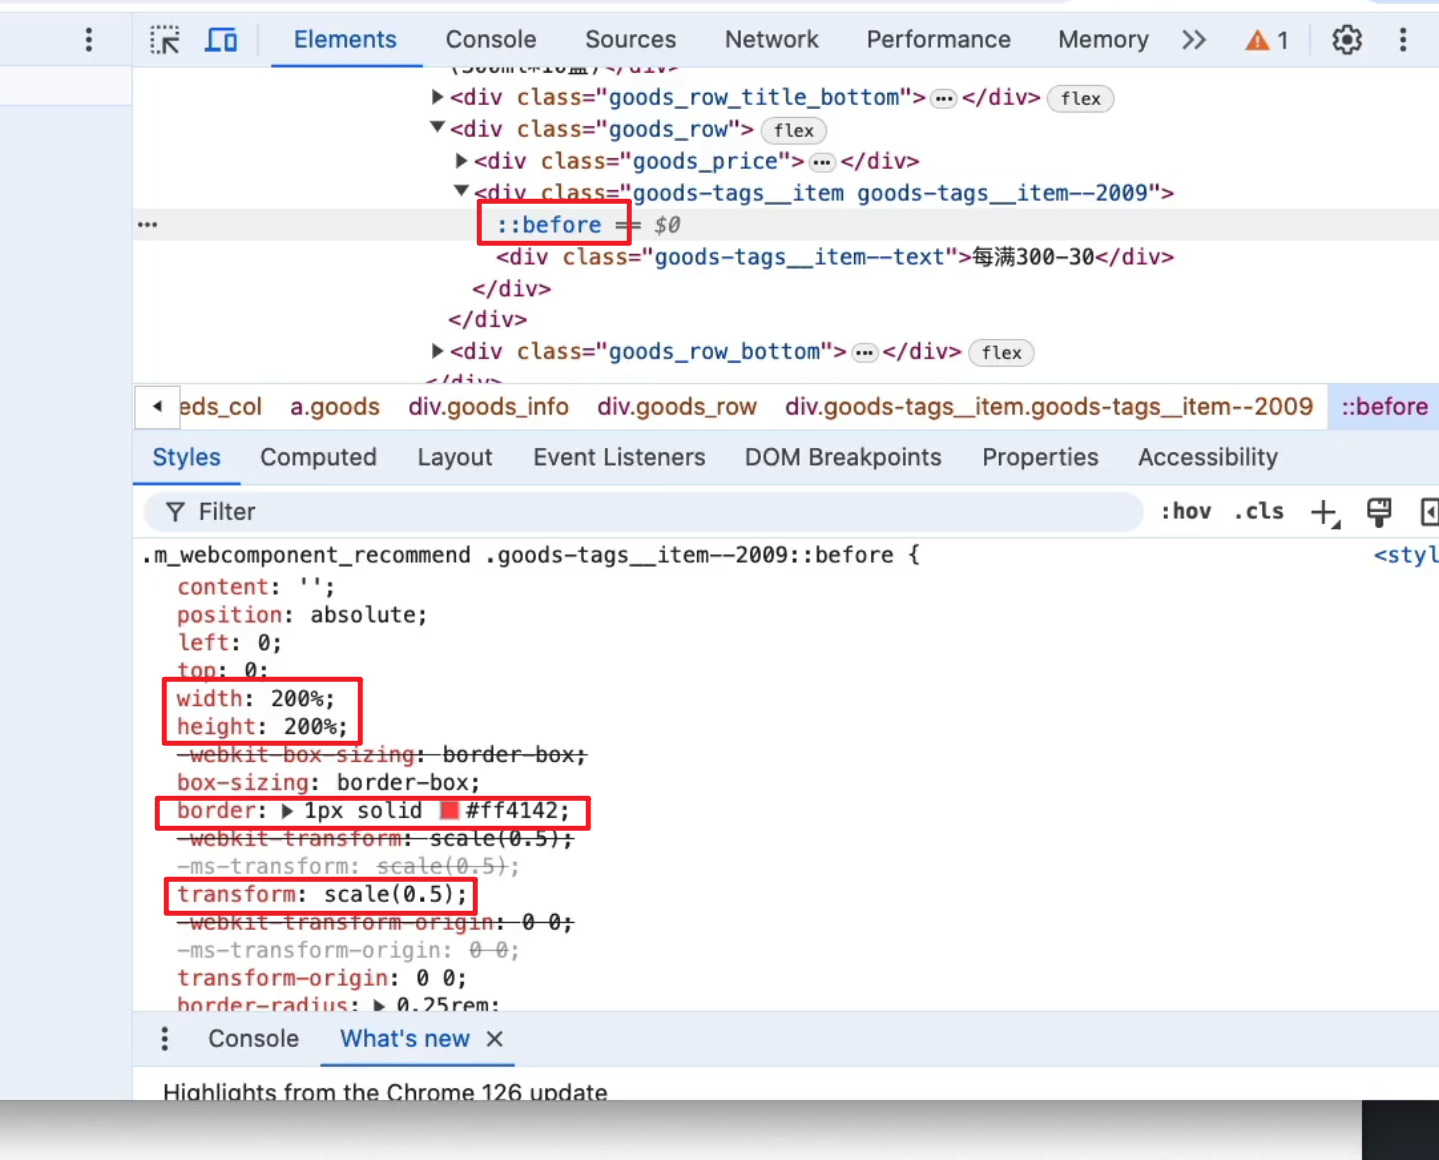 Elements Console Sources Network Performance Memory 1
(300ml*10盒)</div>
<div class="goods_row_title_bottom">…</div> flex
<div class="goods_row"> flex
<div class="goods_price">…</div>
<div class="goods-tags__item goods-tags__item--2009">
… ::before == $0
<div class="goods-tags__item--text">每满300-30</div>
</div>
</div>
<div class="goods_row_bottom">…</div> flex
</div>
eds_col a.goods div.goods_info div.goods_row div.goods-tags__item.goods-tags__item--2009 ::before
Styles Computed Layout Event Listeners DOM Breakpoints Properties Accessibility
Filter :hov .cls
.m_webcomponent_recommend .goods-tags__item--2009::before { <styl
content: '';
position: absolute;
left: 0;
top: 0;
width: 200%;
height: 200%;
-webkit-box-sizing: border-box;
box-sizing: border-box;
border: 1px solid #ff4142;
-webkit-transform: scale(0.5);
-ms-transform: scale(0.5);
transform: scale(0.5);
-webkit-transform-origin: 0 0;
-ms-transform-origin: 0 0;
transform-origin: 0 0;
border-radius: 0.25rem;
Console What's new
Highlights from the Chrome 126 update